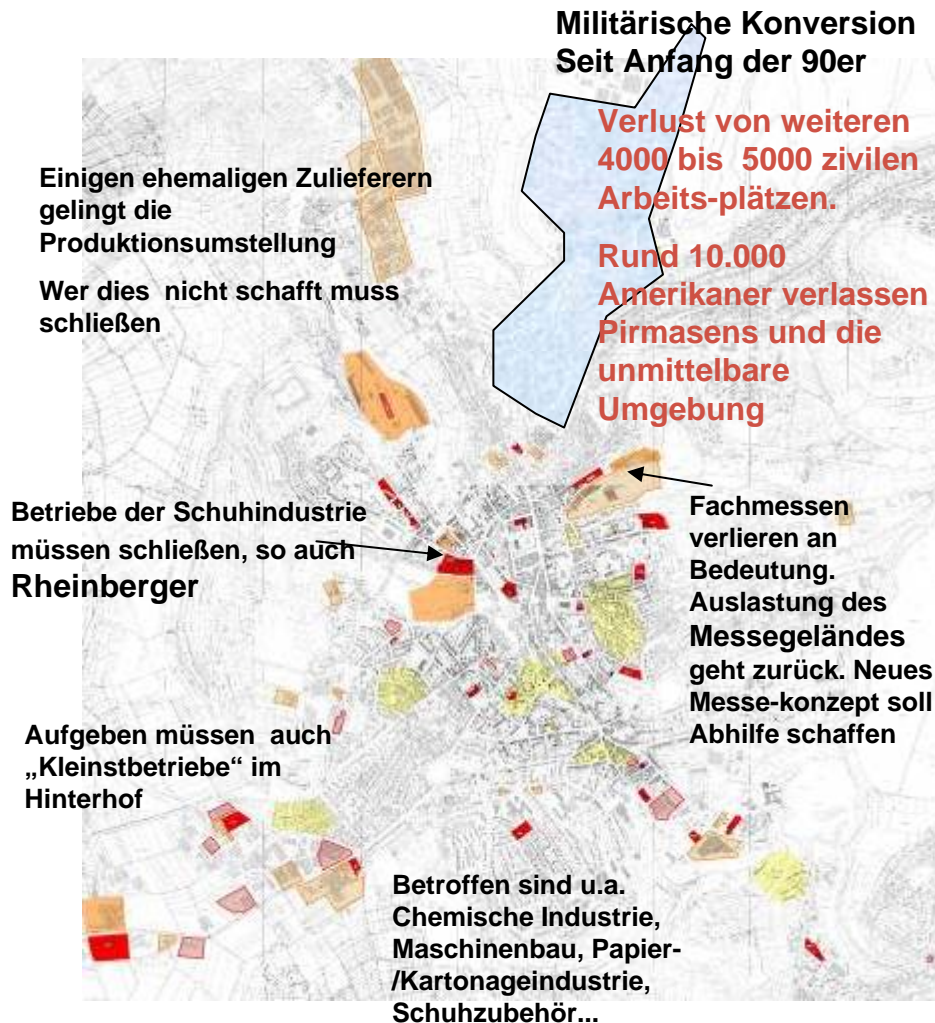 Militärische Konversion
Seit Anfang der 90er
Verlust von weiteren
4000 bis  5000 zivilen
Arbeits-plätzen.
Rund 10.000
Amerikaner verlassen
Pirmasens und die
unmittelbare
Umgebung
Einigen ehemaligen Zulieferern
gelingt die
Produktionsumstellung
Wer dies  nicht schafft muss
schließen
Betriebe der Schuhindustrie
müssen schließen, so auch
Rheinberger
Fachmessen
verlieren an
Bedeutung.
Auslastung des
Messegeländes
geht zurück. Neues
Messe-konzept soll
Abhilfe schaffen
Aufgeben müssen  auch
„Kleinstbetriebe“ im
Hinterhof
Betroffen sind u.a.
Chemische Industrie,
Maschinenbau, Papier-
/Kartonageindustrie,
Schuhzubehör...